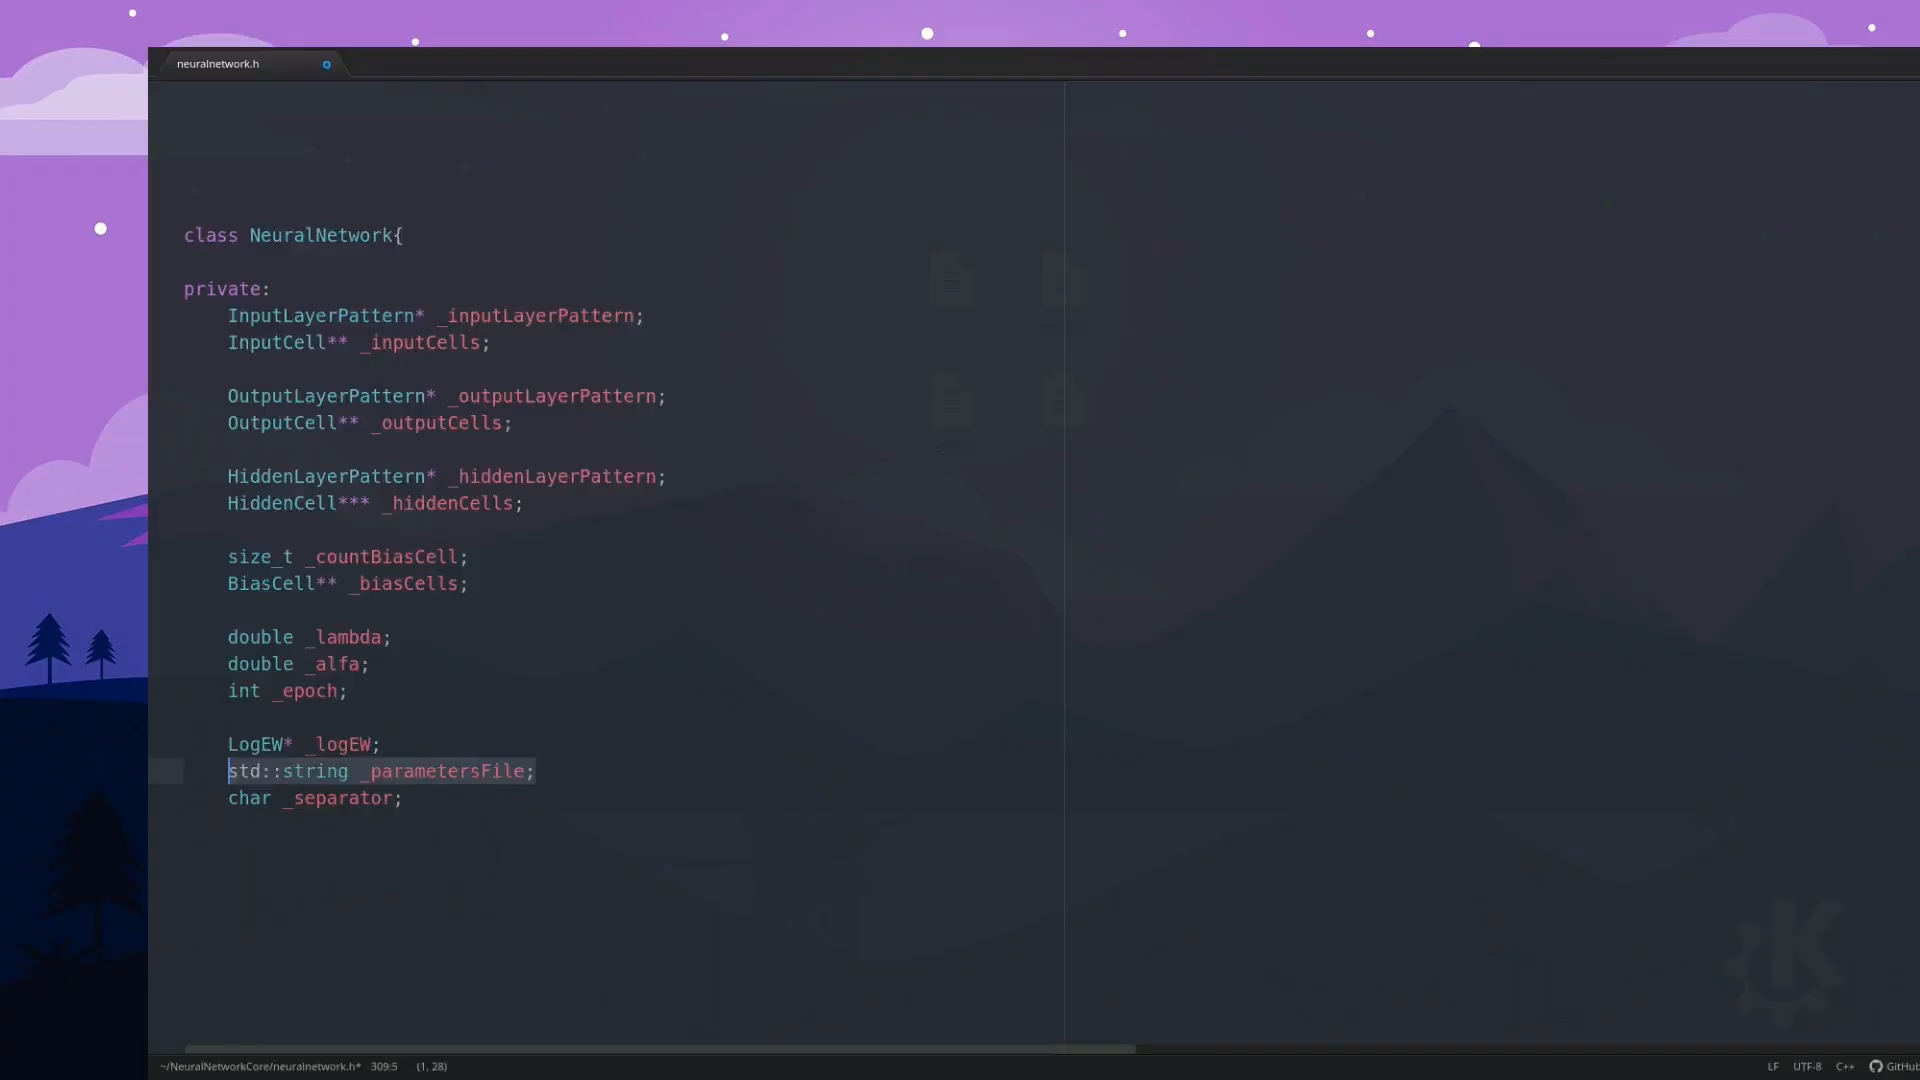 neuralnetwork.h
class NeuralNetwork{
private:
InputLayerPattern* _inputLayerPattern;
InputCell** _inputCells;
OutputLayerPattern* _outputLayerPattern;
OutputCell** _outputCells;
HiddenLayerPattern* _hiddenLayerPattern;
HiddenCell*** _hiddenCells;
size_t _countBiasCell;
BiasCell** _biasCells;
double _lambda;
double _alfa;
int _epoch;
LogEW* _logEW;
std::string _parametersFile;
char _separator;
~/NeuralNetworkCore/neuralnetwork.h* 309:5 (1, 28) LF UTF-8 C++ GitHub